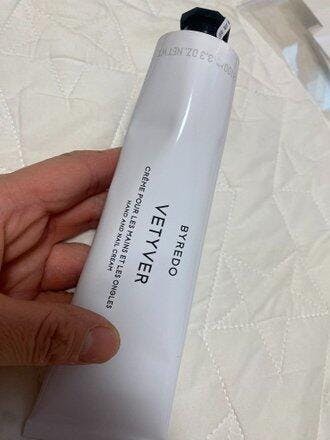 BYREDO
VETYVER
CRÈME POUR LES MAINS ET LES ONGLES
HAND AND NAIL CREAM
3.3 OZ. NET WT.